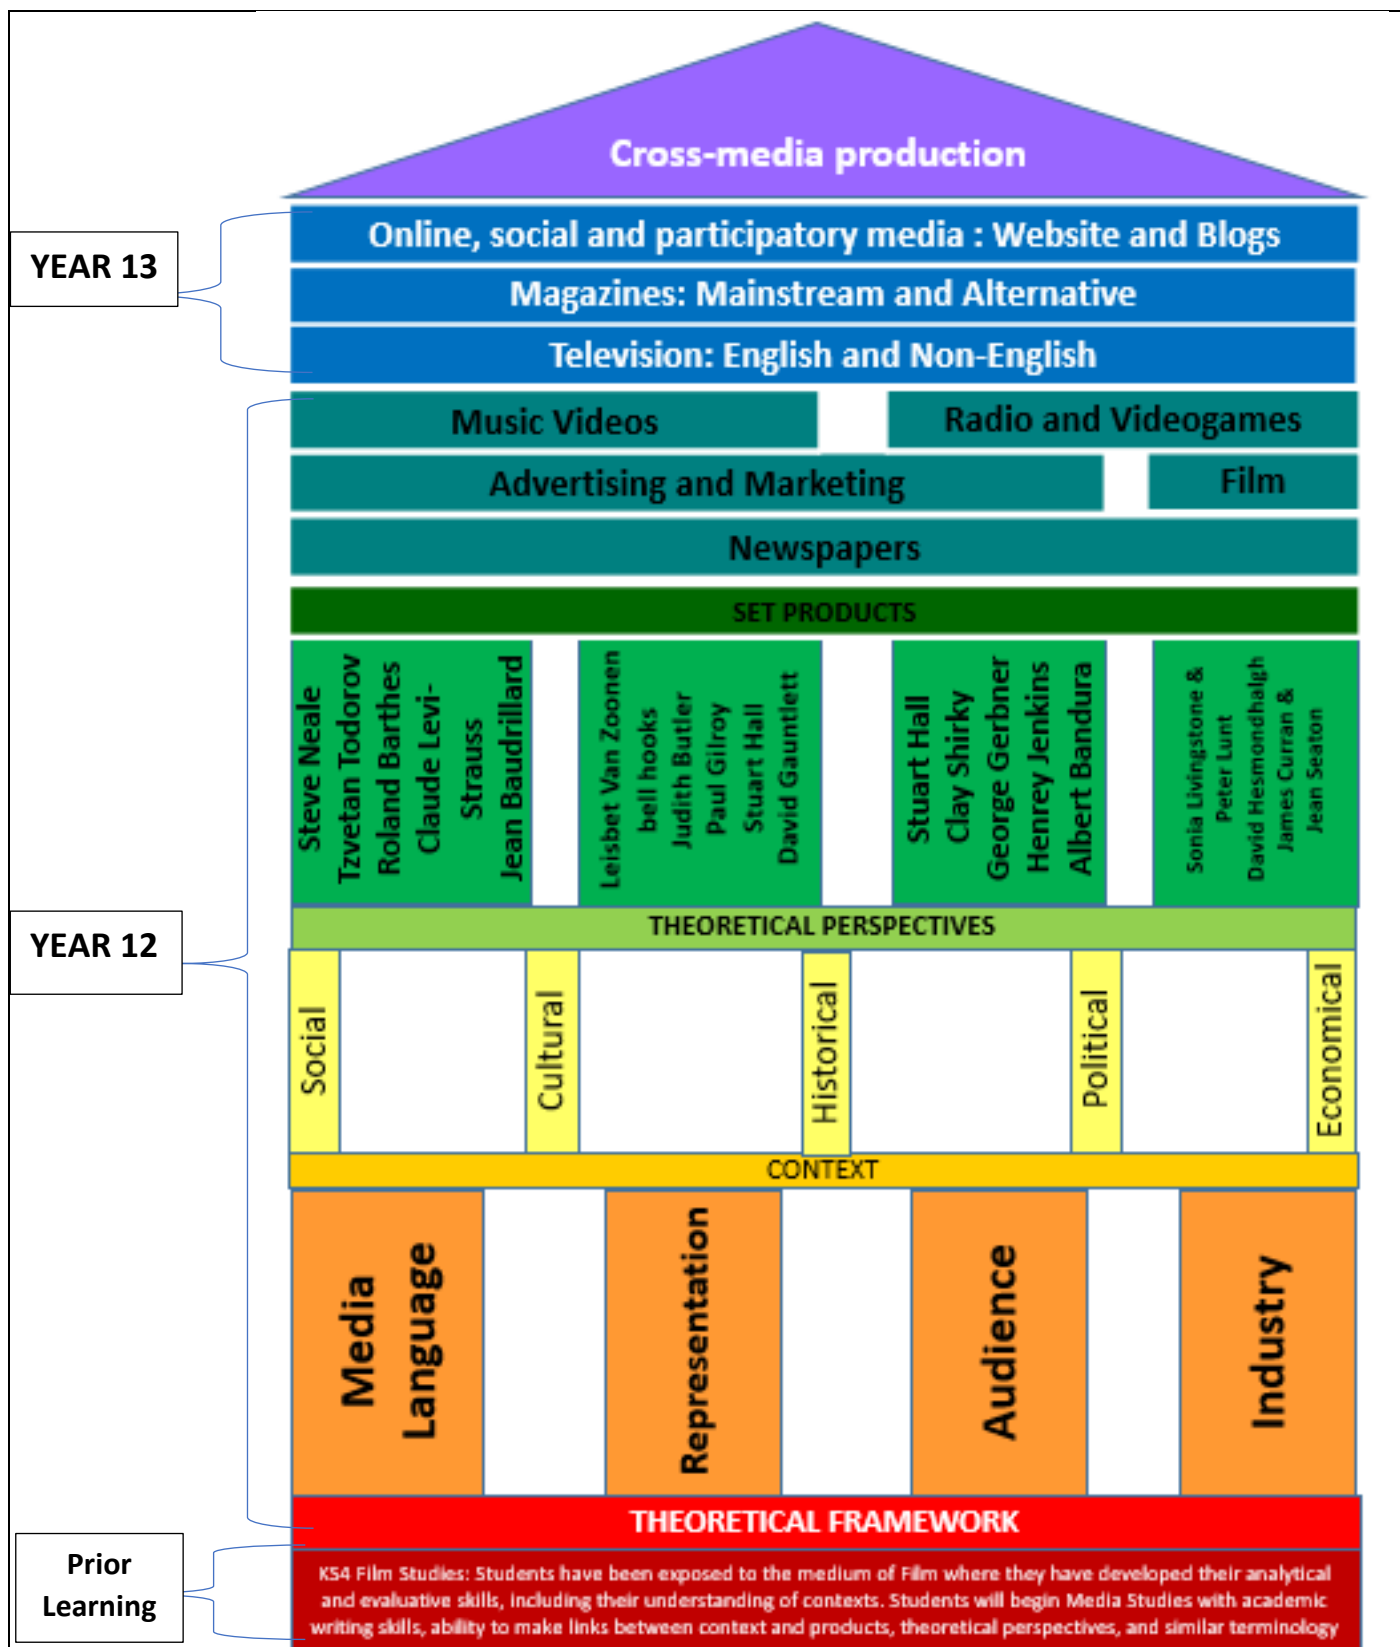 Cross-media production
YEAR 13
Online, social and participatory media : Website and Blogs
Magazines: Mainstream and Alternative
Television: English and Non-English
Music Videos
Radio and Videogames
Advertising and Marketing
Film
Newspapers
SET PRODUCTS
Steve Neale
Tzvetan Todorov
Roland Barthes
Claude Levi-
Strauss
Jean Baudrillard
Leisbet Van Zoonen
bell hooks
Judith Butler
Paul Gilroy
Stuart Hall
David Gauntlett
Stuart Hall
Clay Shirky
George Gerbner
Henrey Jenkins
Albert Bandura
Sonia Livingstone &
Peter Lunt
David Hesmondhalgh
James Curran &
Jean Seaton
YEAR 12
THEORETICAL PERSPECTIVES
Social
Cultural
Historical
Political
Economical
CONTEXT
Media
Language
Representation
Audience
Industry
THEORETICAL FRAMEWORK
Prior
Learning
KS4 Film Studies: Students have been exposed to the medium of Film where they have developed their analytical
and evaluative skills, including their understanding of contexts. Students will begin Media Studies with academic
writing skills, ability to make links between context and products, theoretical perspectives, and similar terminology